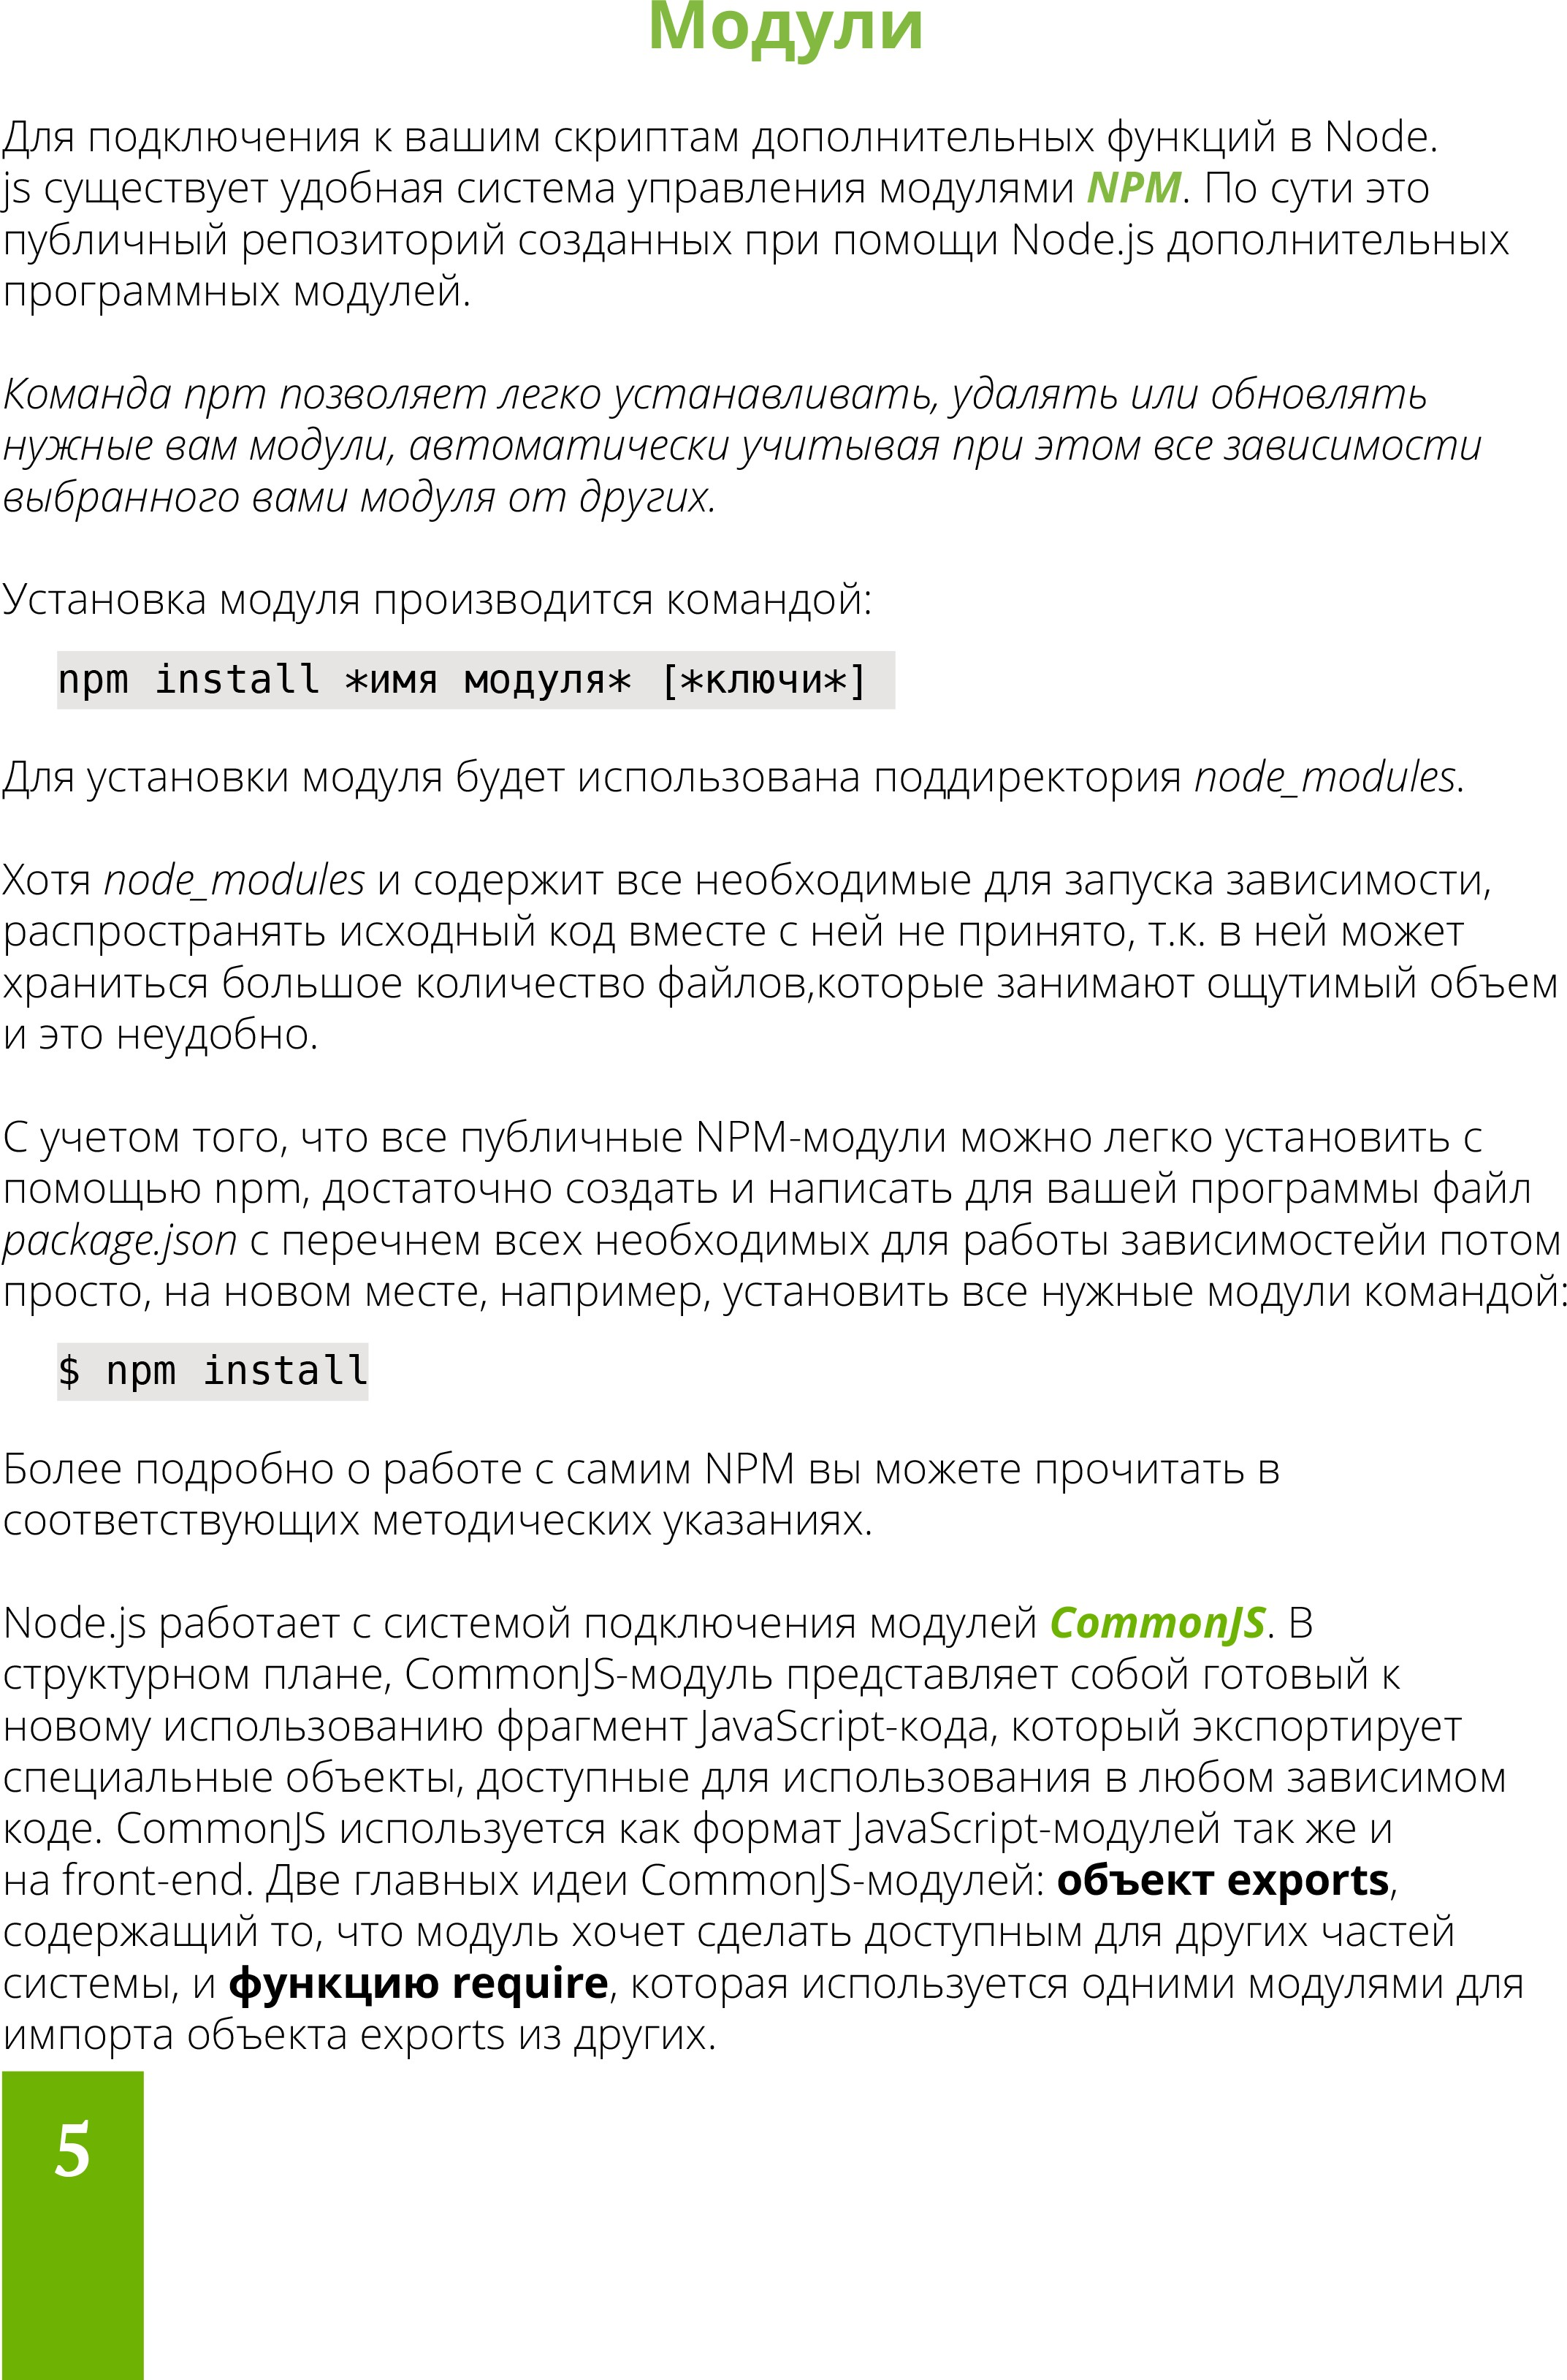 Модули
Для подключения к вашим скриптам дополнительных функций в Node.
js существует удобная система управления модулями NPM. По сути это
публичный репозиторий созданных при помощи Node.js дополнительных
программных модулей.
Команда npm позволяет легко устанавливать, удалять или обновлять
нужные вам модули, автоматически учитывая при этом все зависимости
выбранного вами модуля от других.
Установка модуля производится командой:
npm install *имя модуля* [*ключи*]
Для установки модуля будет использована поддиректория node_modules.
Хотя node_modules и содержит все необходимые для запуска зависимости,
распространять исходный код вместе с ней не принято, т.к. в ней может
храниться большое количество файлов,которые занимают ощутимый объем
и это неудобно.
С учетом того, что все публичные NPM-модули можно легко установить с
помощью npm, достаточно создать и написать для вашей программы файл
package.json с перечнем всех необходимых для работы зависимостейи потом
просто, на новом месте, например, установить все нужные модули командой:
$ npm install
Более подробно о работе с самим NPM вы можете прочитать в
соответствующих методических указаниях.
Node.js работает с системой подключения модулей CommonJS. В
структурном плане, CommonJS-модуль представляет собой готовый к
новому использованию фрагмент JavaScript-кода, который экспортирует
специальные объекты, доступные для использования в любом зависимом
коде. CommonJS используется как формат JavaScript-модулей так же и
на front-end. Две главных идеи CommonJS-модулей: объект exports,
содержащий то, что модуль хочет сделать доступным для других частей
системы, и функцию require, которая используется одними модулями для
импорта объекта exports из других.
5